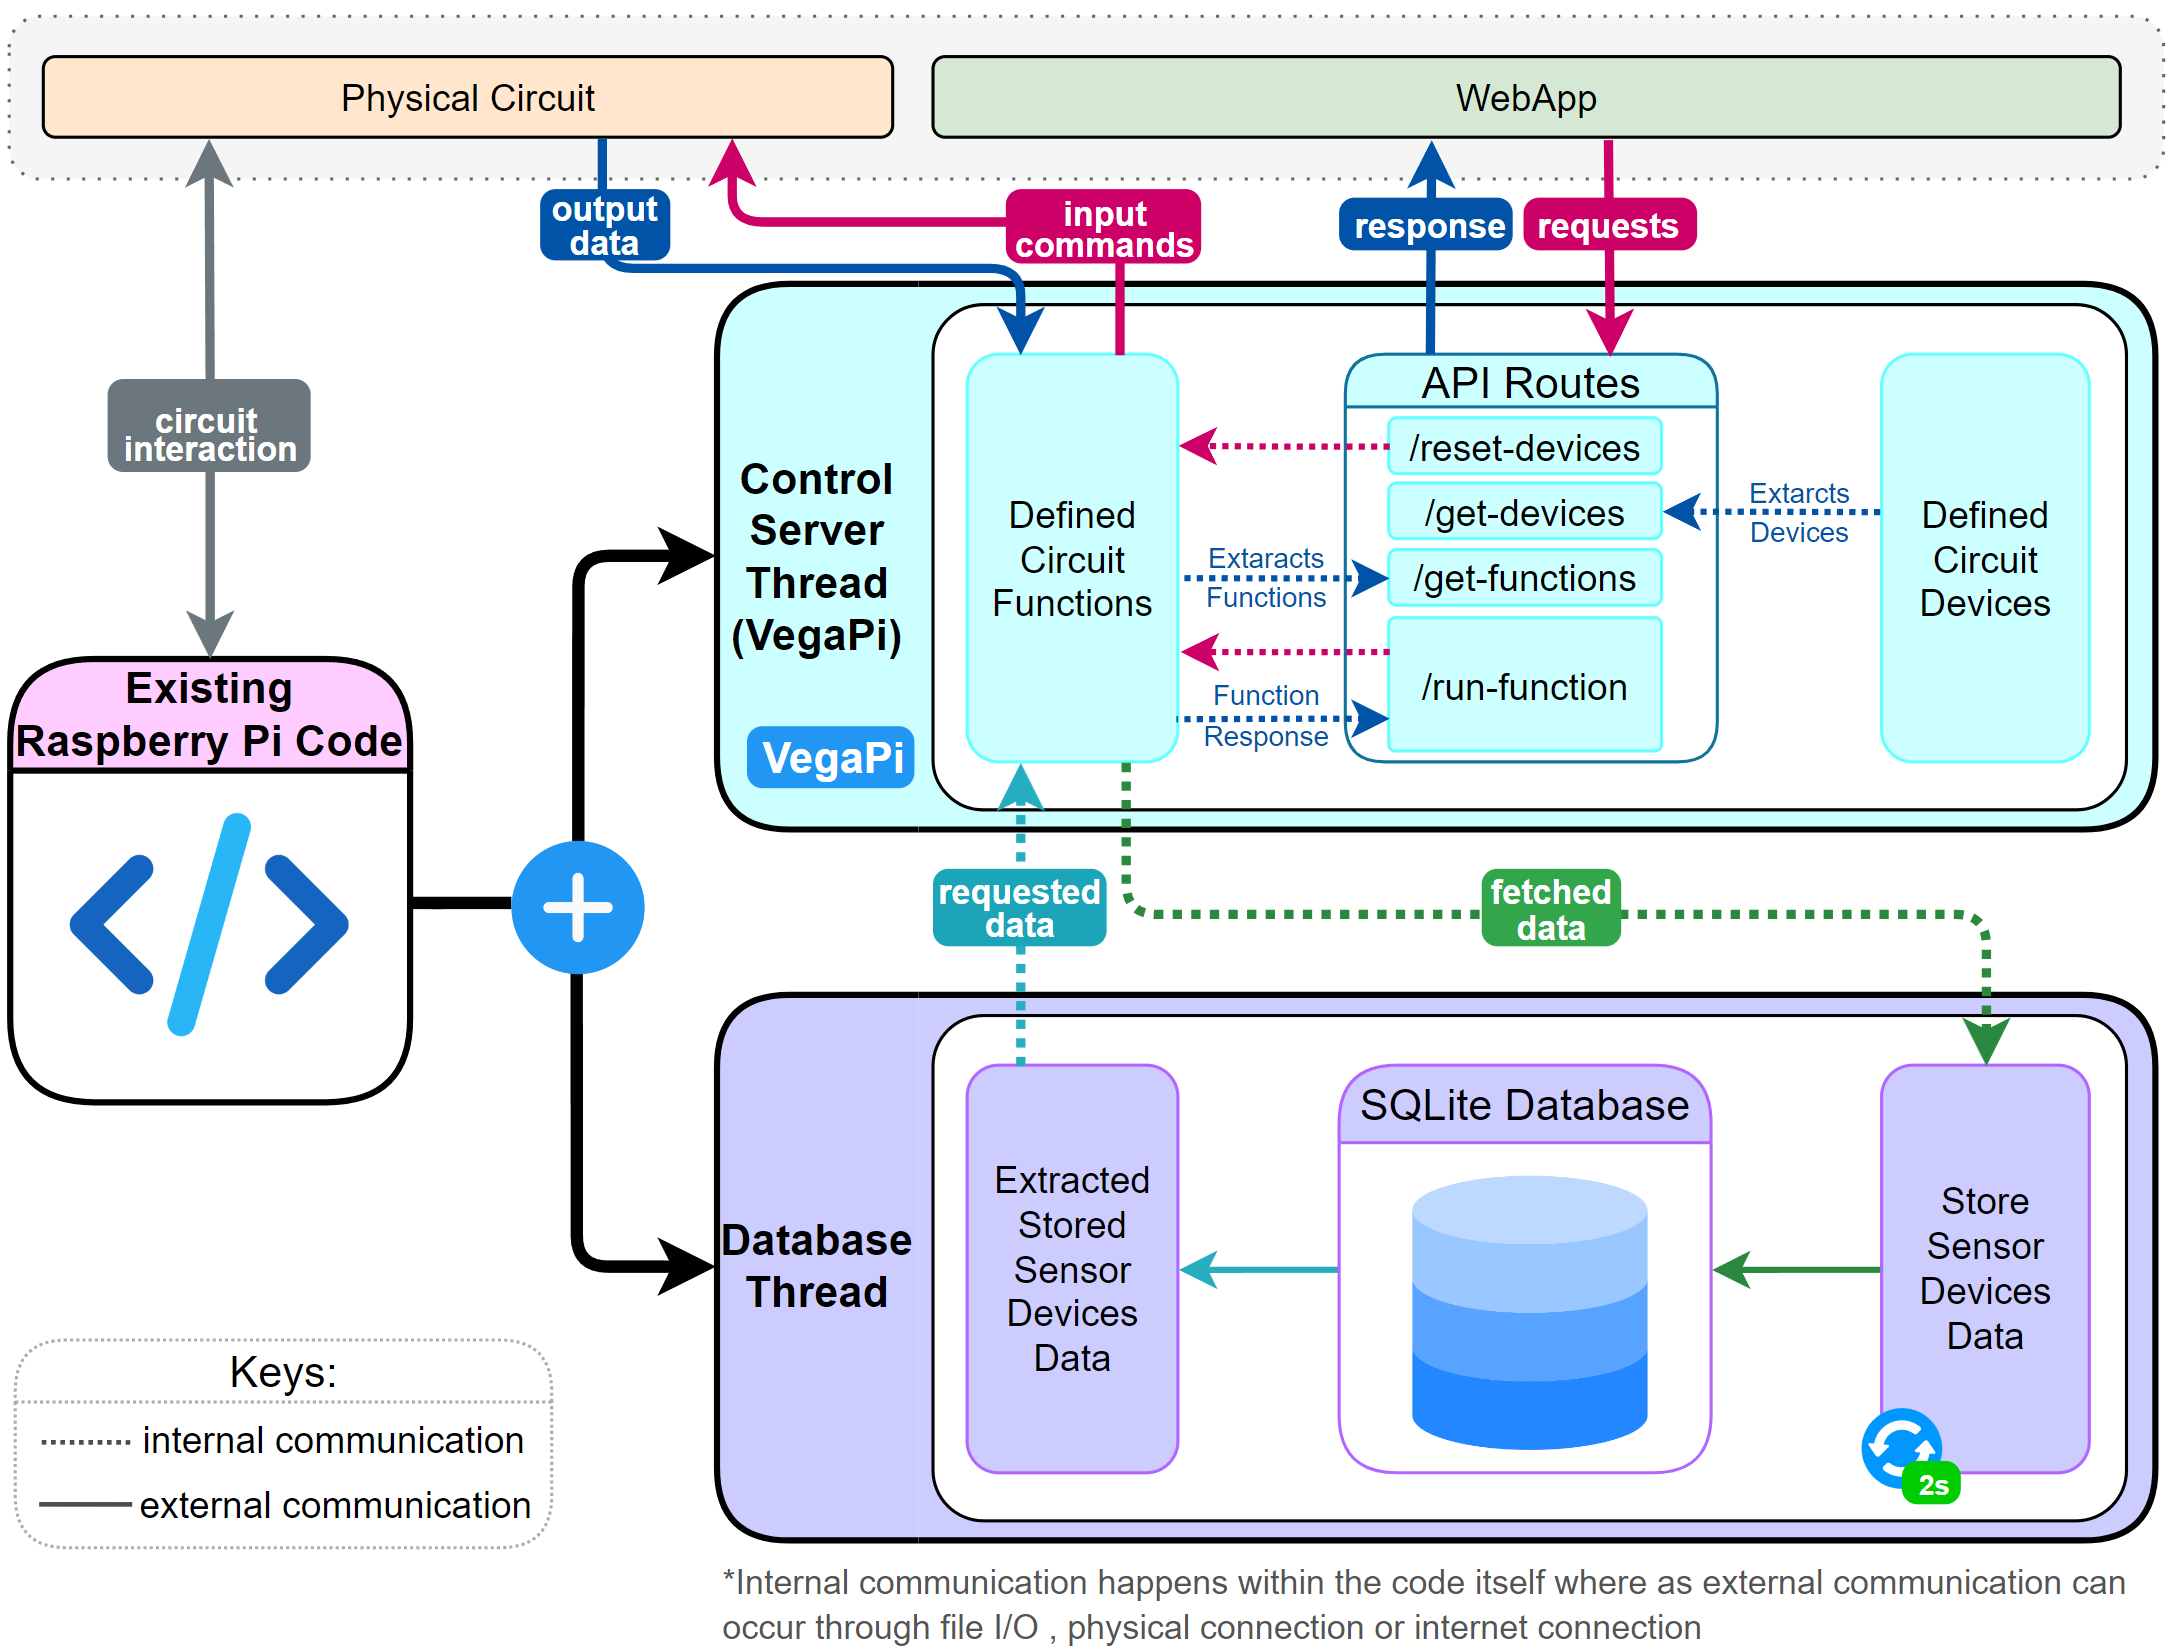 Physical Circuit
WebApp
output
data
input
commands
response
requests
circuit
interaction
Control
Server
Thread
(VegaPi)
VegaPi
Defined
Circuit
Functions
API Routes
/reset-devices
/get-devices
/get-functions
/run-function
Extaracts
Functions
Function
Response
Extarcts
Devices
Defined
Circuit
Devices
Existing
Raspberry Pi Code
requested
data
fetched
data
Database
Thread
Extracted
Stored
Sensor
Devices
Data
SQLite Database
Store
Sensor
Devices
Data
2s
Keys:
internal communication
external communication
*Internal communication happens within the code itself where as external communication can
occur through file I/O , physical connection or internet connection